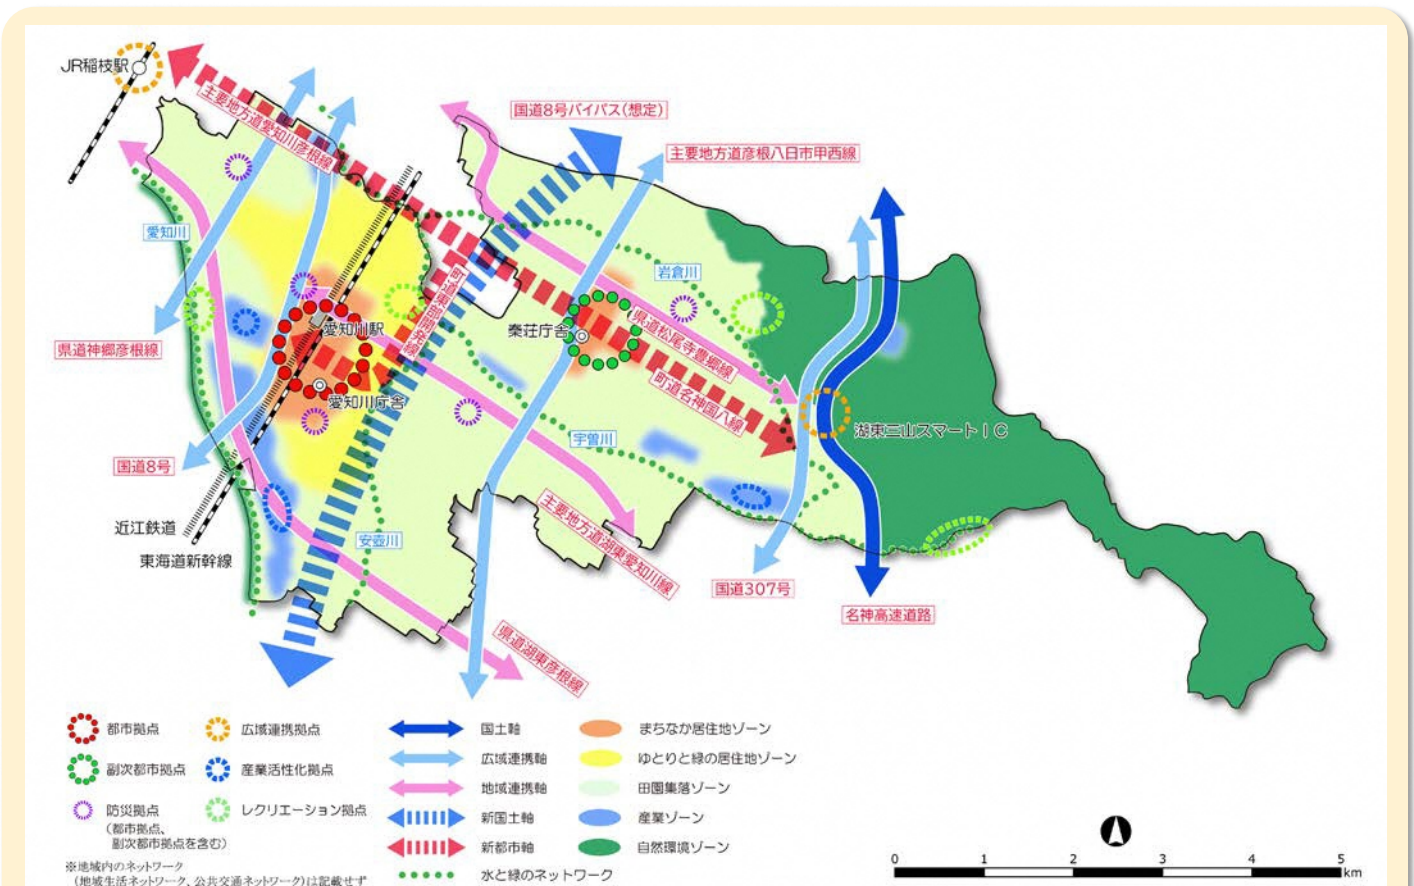 JR稲枝駅
主要地方道愛知川彦根線
国道8号バイパス(想定)
主要地方道彦根八日市甲西線
愛知川
岩倉川
町道東部開発線
愛知川駅
秦荘庁舎
県道松尾寺豊郷線
県道神郷彦根線
愛知川庁舎
町道名神国八線
湖東三山スマートIC
宇曽川
国道8号
近江鉄道
東海道新幹線
安壺川
主要地方道湖東愛知川線
国道307号
名神高速道路
県道湖東彦根線
都市拠点
広域連携拠点
国土軸
まちなか居住地ゾーン
副次都市拠点
産業活性化拠点
広域連携軸
ゆとりと緑の居住地ゾーン
防災拠点
(都市拠点、
副次都市拠点を含む)
レクリエーション拠点
地域連携軸
田園集落ゾーン
新国土軸
産業ゾーン
新都市軸
自然環境ゾーン
水と緑のネットワーク
※地域内のネットワーク
(地域生活ネットワーク、公共交通ネットワーク)は記載せず
0 1 2 3 4 5
km